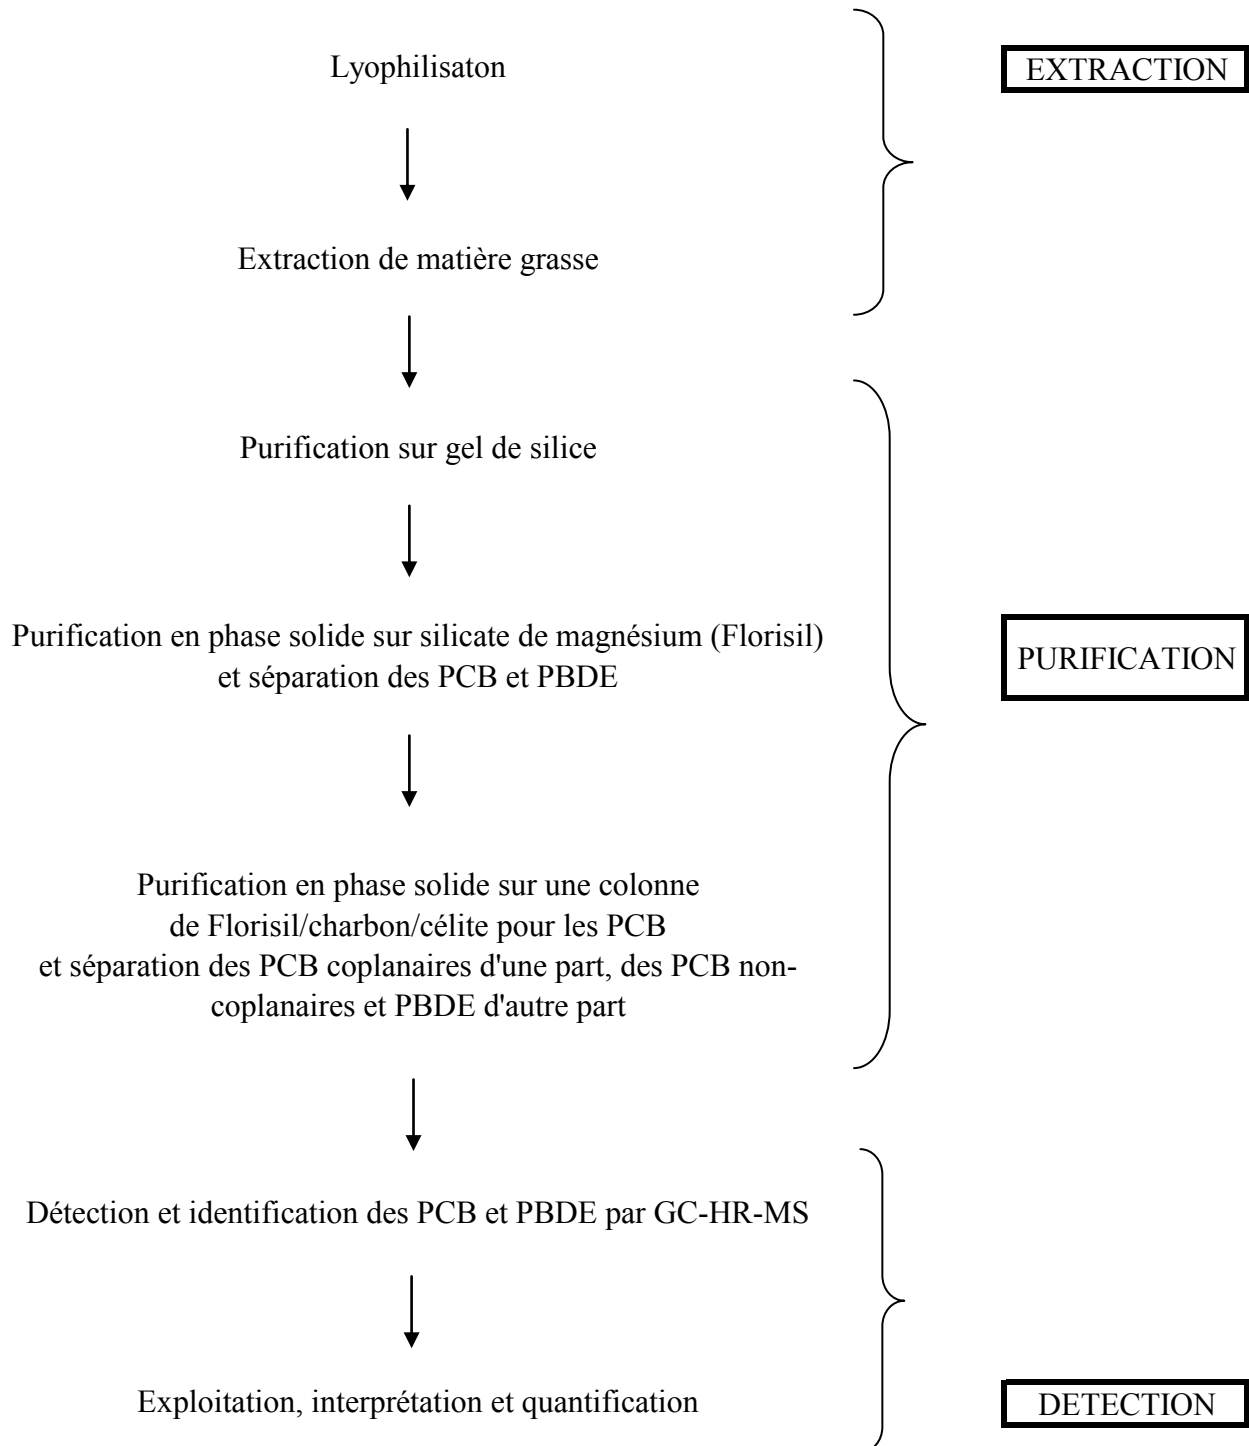 Lyophilisaton
EXTRACTION
Extraction de matière grasse
Purification sur gel de silice
Purification en phase solide sur silicate de magnésium (Florisil)
et séparation des PCB et PBDE
PURIFICATION
Purification en phase solide sur une colonne
de Florisil/charbon/célite pour les PCB
et séparation des PCB coplanaires d'une part, des PCB non-
coplanaires et PBDE d'autre part
Détection et identification des PCB et PBDE par GC-HR-MS
Exploitation, interprétation et quantification
DETECTION